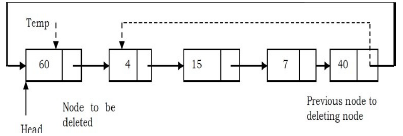 Temp
60 4 15 7 40
Node to be
deleted
Previous node to
deleting node
Head